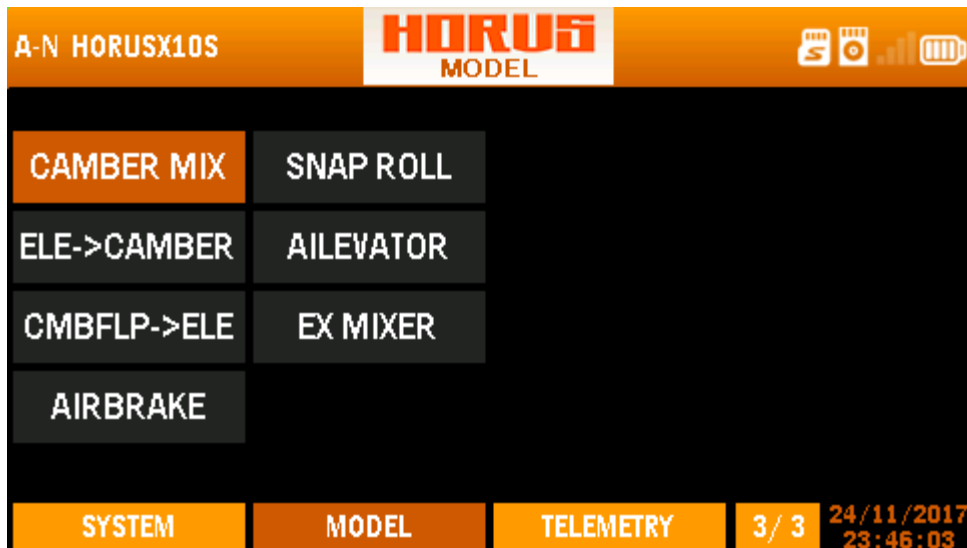 A-N HORUSX10S
HORUS
MODEL
S
CAMBER MIX
SNAP ROLL
ELE->CAMBER
AILEVATOR
CMBFLP->ELE
EX MIXER
AIRBRAKE
SYSTEM
MODEL
TELEMETRY
3/ 3
24/11/2017
23:46:03